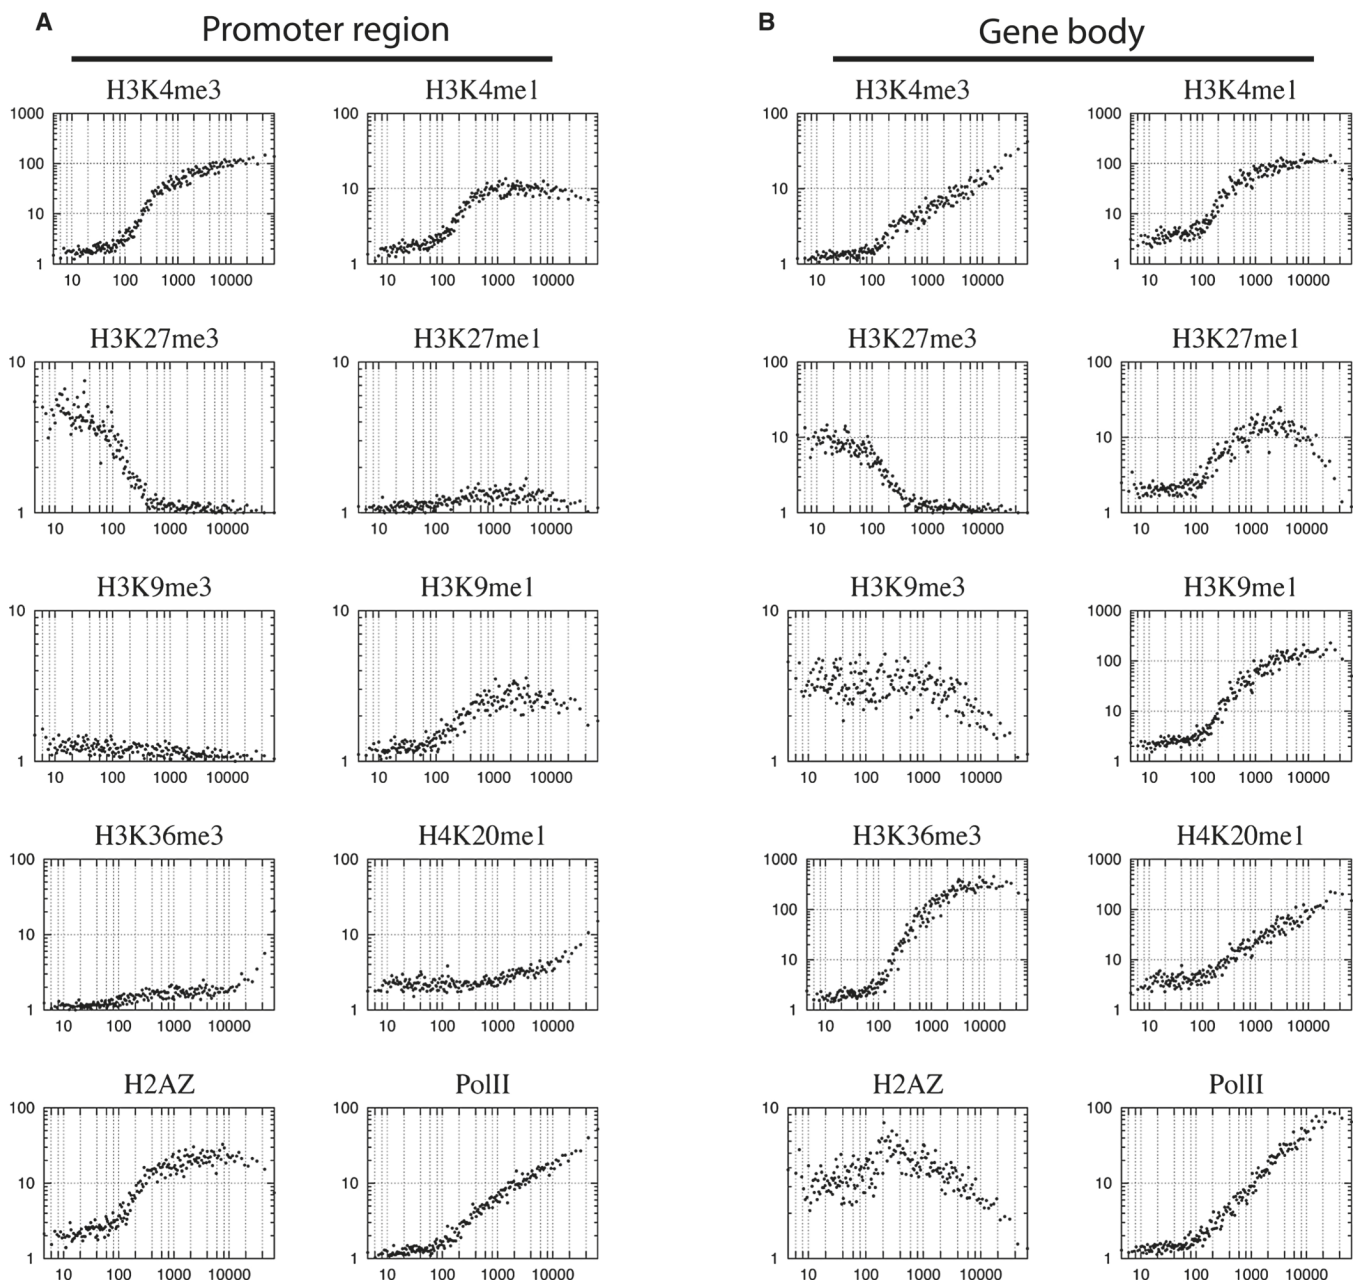 A Promoter region
B Gene body
H3K4me3 H3K4me1 H3K4me3 H3K4me1
1000 100 100 1000
100 100
10 10
10 10
1 1 1 1
10 100 1000 10000 10 100 1000 10000 10 100 1000 10000 10 100 1000 10000
H3K27me3 H3K27me1 H3K27me3 H3K27me1
10 10 100 100
10 10
1 1 1 1
10 100 1000 10000 10 100 1000 10000 10 100 1000 10000 10 100 1000 10000
H3K9me3 H3K9me1 H3K9me3 H3K9me1
10 10 10 1000
100
10
1 1 1 1
10 100 1000 10000 10 100 1000 10000 10 100 1000 10000 10 100 1000 10000
H3K36me3 H4K20me1 H3K36me3 H4K20me1
100 100 1000 1000
100 100
10 10
10 10
1 1 1 1
10 100 1000 10000 10 100 1000 10000 10 100 1000 10000 10 100 1000 10000
H2AZ PolII H2AZ PolII
100 100 10 100
10 10 10
1 1 1 1
10 100 1000 10000 10 100 1000 10000 10 100 1000 10000 10 100 1000 10000